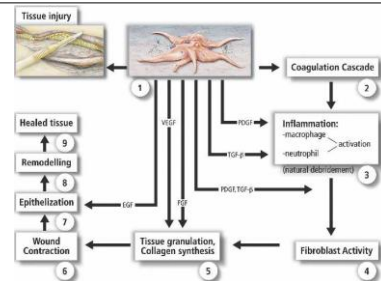 Tissue injury
1
Coagulation Cascade
2
VEGF
PDGF
Healed tissue
9
Inflammation:
-macrophage
activation
-neutrophil
(natural debridement)
3
TGF-β
Remodelling
8
PDGF,TGF-β
Epithelization
7
EGF
FGF
Wound
Contraction
6
Tissue granulation,
Collagen synthesis
5
Fibroblast Activity
4